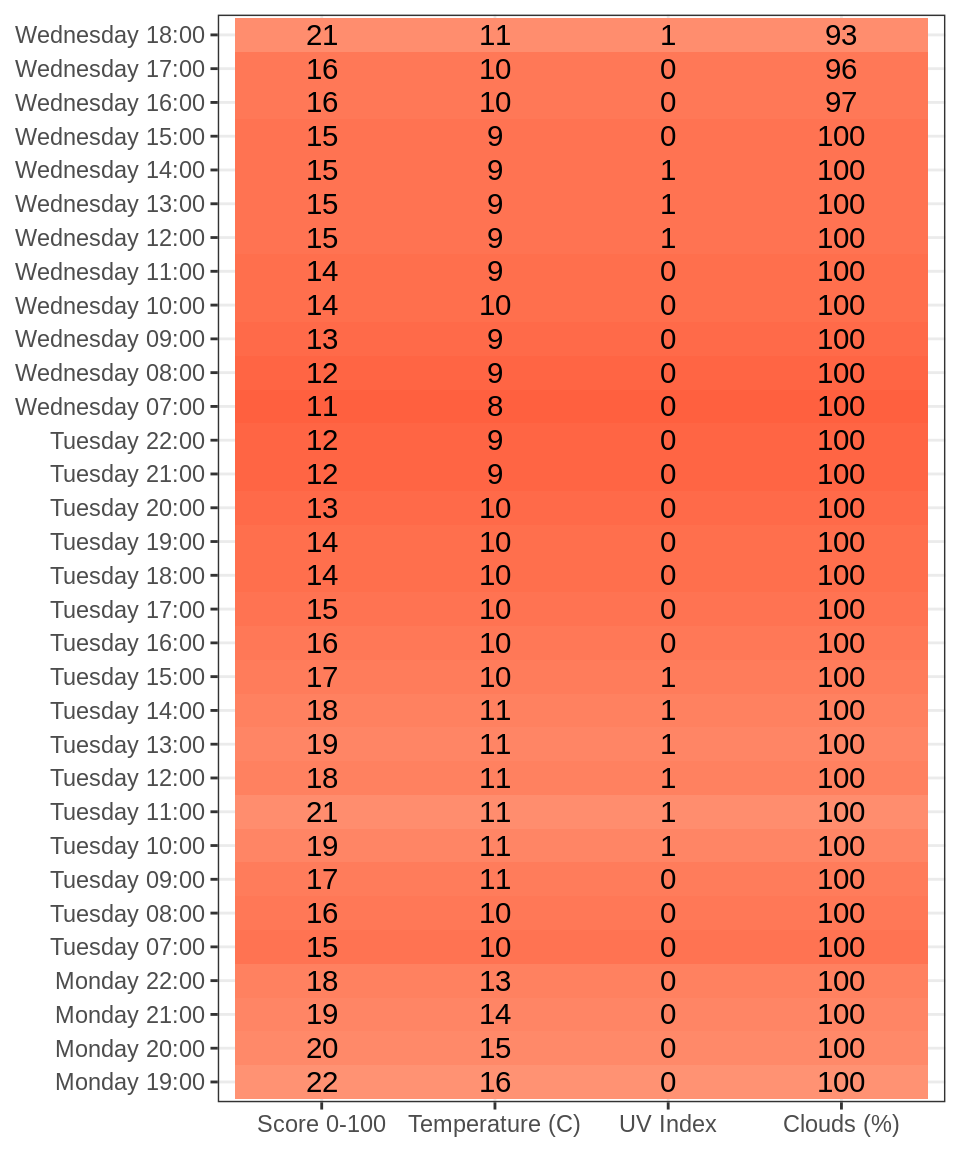 Wednesday 18:00 21 11 1 93
Wednesday 17:00 16 10 0 96
Wednesday 16:00 16 10 0 97
Wednesday 15:00 15 9 0 100
Wednesday 14:00 15 9 1 100
Wednesday 13:00 15 9 1 100
Wednesday 12:00 15 9 1 100
Wednesday 11:00 14 9 0 100
Wednesday 10:00 14 10 0 100
Wednesday 09:00 13 9 0 100
Wednesday 08:00 12 9 0 100
Wednesday 07:00 11 8 0 100
Tuesday 22:00 12 9 0 100
Tuesday 21:00 12 9 0 100
Tuesday 20:00 13 10 0 100
Tuesday 19:00 14 10 0 100
Tuesday 18:00 14 10 0 100
Tuesday 17:00 15 10 0 100
Tuesday 16:00 16 10 0 100
Tuesday 15:00 17 10 1 100
Tuesday 14:00 18 11 1 100
Tuesday 13:00 19 11 1 100
Tuesday 12:00 18 11 1 100
Tuesday 11:00 21 11 1 100
Tuesday 10:00 19 11 1 100
Tuesday 09:00 17 11 0 100
Tuesday 08:00 16 10 0 100
Tuesday 07:00 15 10 0 100
Monday 22:00 18 13 0 100
Monday 21:00 19 14 0 100
Monday 20:00 20 15 0 100
Monday 19:00 22 16 0 100
Score 0-100 Temperature (C) UV Index Clouds (%)